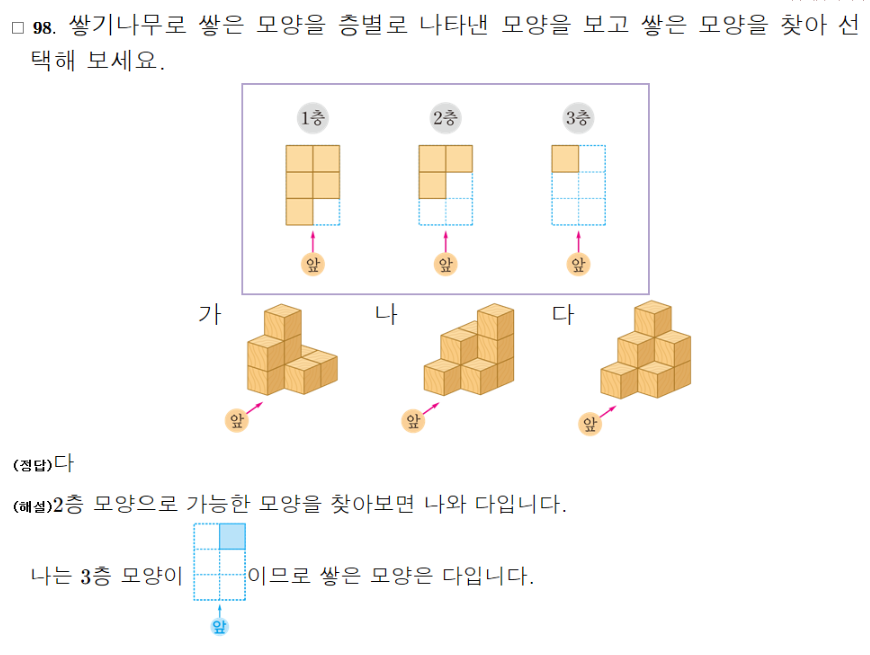 □ 98. 쌓기나무로 쌓은 모양을 층별로 나타낸 모양을 보고 쌓은 모양을 찾아 선
택해 보세요.
1층 2층 3층
앞 앞 앞
가 나 다
앞 앞 앞
(정답)다
(해설)2층 모양으로 가능한 모양을 찾아보면 나와 다입니다.
나는 3층 모양이 이므로 쌓은 모양은 다입니다.
앞